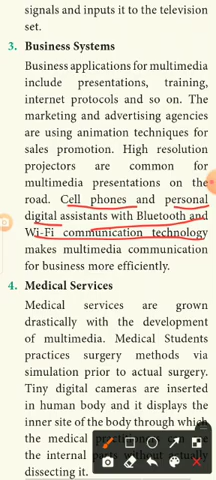 signals and inputs it to the television
set.
3. Business Systems
Business applications for multimedia
include presentations, training,
internet protocols and so on. The
marketing and advertising agencies
are using animation techniques for
sales promotion. High resolution
projectors are common for
multimedia presentations on the
road. Cell phones and personal
digital assistants with Bluetooth and
Wi-Fi communication technology
makes multimedia communication
for business more efficiently.
4. Medical Services
Medical services are grown
drastically with the development
of multimedia. Medical Students
practices surgery methods via
simulation prior to actual surgery.
Tiny digital cameras are inserted
in human body and it displays the
inner site of the body through which
the medical
the internal
dissecting it.